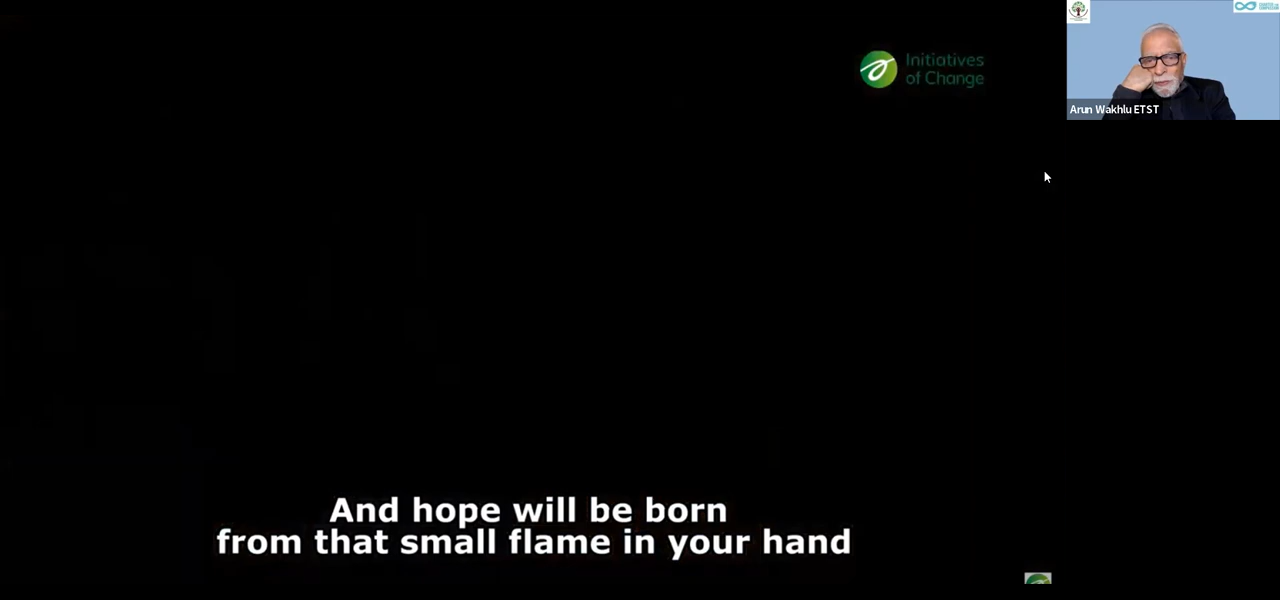 Initiatives
of Change
Arun Wakhlu ETST
And hope will be born
from that small flame in your hand